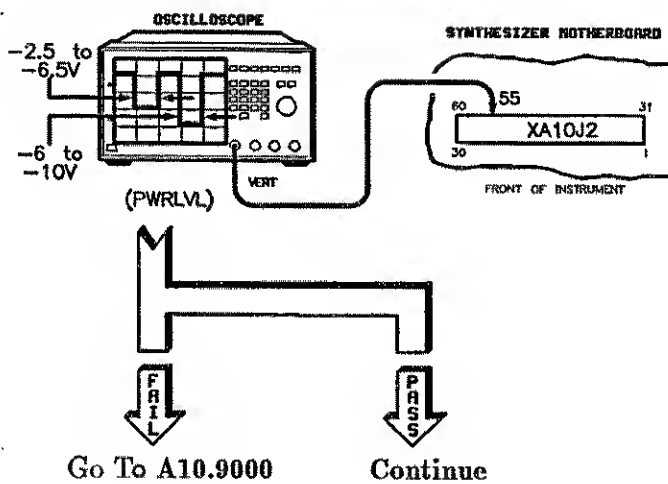 OSCILLOSCOPE
-2.5 to
-6.5V
-6 to
-10V
(PWRLVL)
VERT
SYNTHESIZER MOTHERBOARD
60
55
31
XA10J2
30
1
FRONT OF INSTRUMENT
FAIL
PASS
Go To A10.9000
Continue